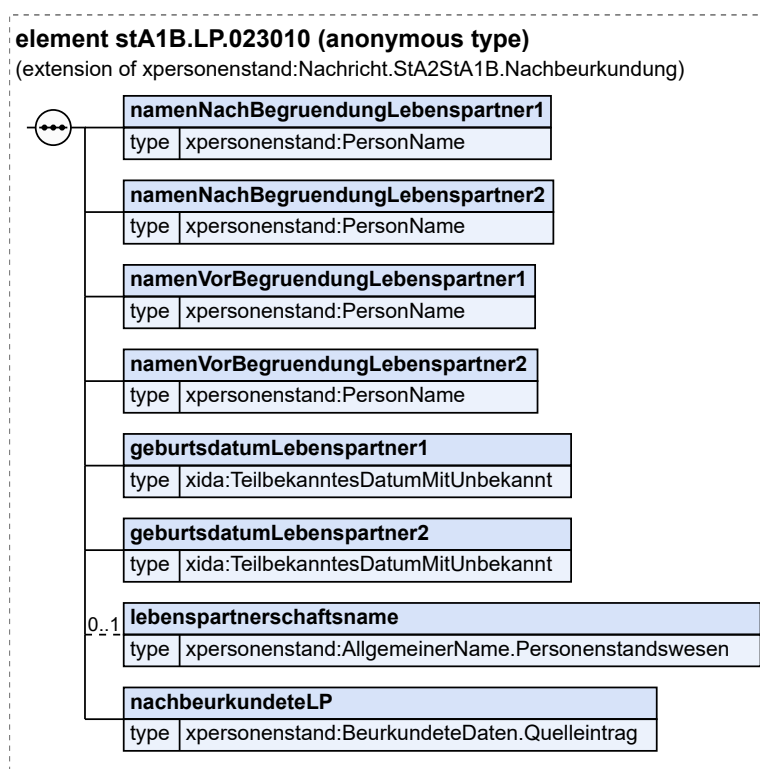 element stA1B.LP.023010 (anonymous type)
(extension of xpersonenstand:Nachricht.StA2StA1B.Nachbeurkundung)
namenNachBegruendungLebenspartner1
type xpersonenstand:PersonName
namenNachBegruendungLebenspartner2
type xpersonenstand:PersonName
namenVorBegruendungLebenspartner1
type xpersonenstand:PersonName
namenVorBegruendungLebenspartner2
type xpersonenstand:PersonName
geburtsdatumLebenspartner1
type xida:TeilbekanntesDatumMitUnbekannt
geburtsdatumLebenspartner2
type xida:TeilbekanntesDatumMitUnbekannt
0..1 lebenspartnerschaftsname
type xpersonenstand:AllgemeinerName.Personenstandswesen
nachbeurkundeteLP
type xpersonenstand:BeurkundeteDaten.Quelleintrag